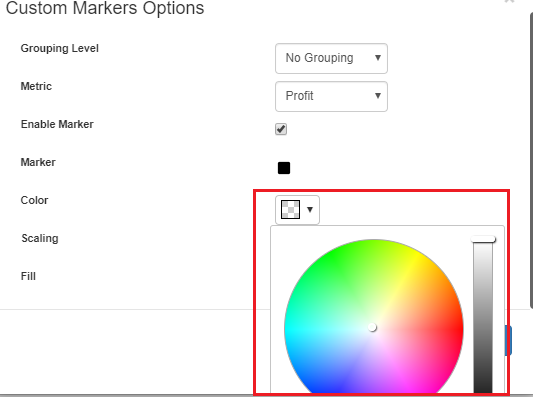 Custom Markers Options
Grouping Level
No Grouping
Metric
Profit
Enable Marker
Marker
Color
Scaling
Fill